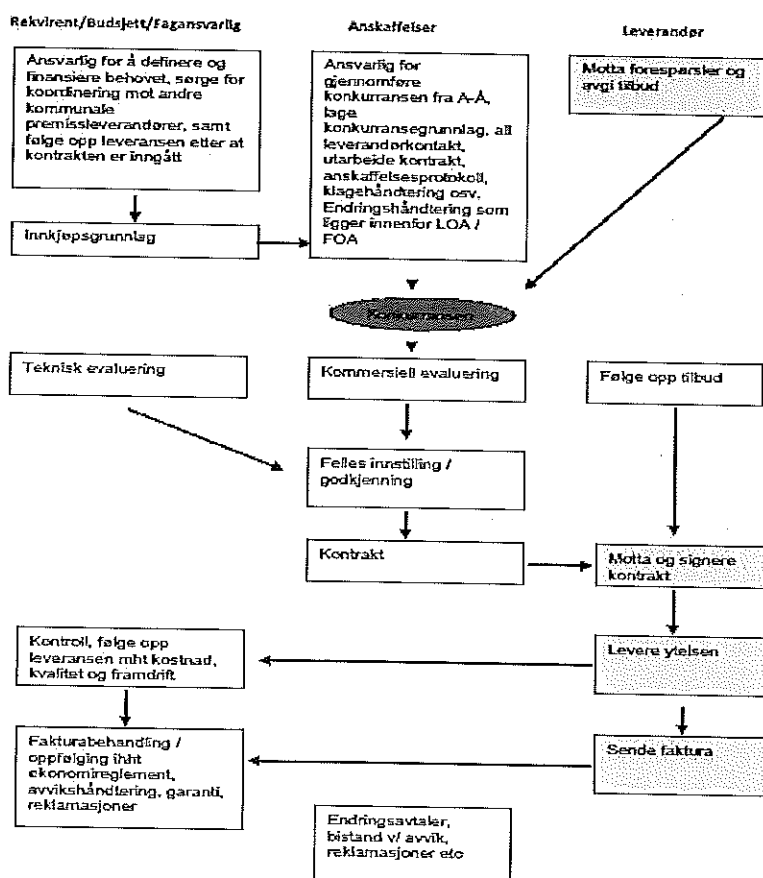 Rekvirent/Budsjett/Fagansvarlig
Anskaffelser
Leverandør
Ansvarlig for å definere og
finansiere behovet, sørge for
koordinering mot andre
kommunale
premissleverandører, samt
følge opp leveransen etter at
kontrakten er inngått
Ansvarlig for
gjennomføre
konkurransen fra A-Å,
lage
konkurransegrunnlag, all
leverandørkontakt,
utarbeide kontrakt,
anskaffelsesprotokoll,
klagehåndtering osv,
Endringshåndtering som
ligger innenfor LOA /
FOA
Motta forespørsler og
avgi tilbud
Innkjøpsgrunnlag
Konkurransen
Teknisk evaluering
Kommersiell evaluering
Følge opp tilbud
Felles innstilling /
godkjenning
Kontrakt
Motta og signere
kontrakt
Kontroll, følge opp
leveransen mht kostnad,
kvalitet og framdrift
Levere ytelsen
Fakturabehandling /
oppfølging ihht
økonomireglement,
avvikshåndtering, garanti,
reklamasjoner
Sende faktura
Endringsavtaler,
bistand v/ avvik,
reklamasjoner etc